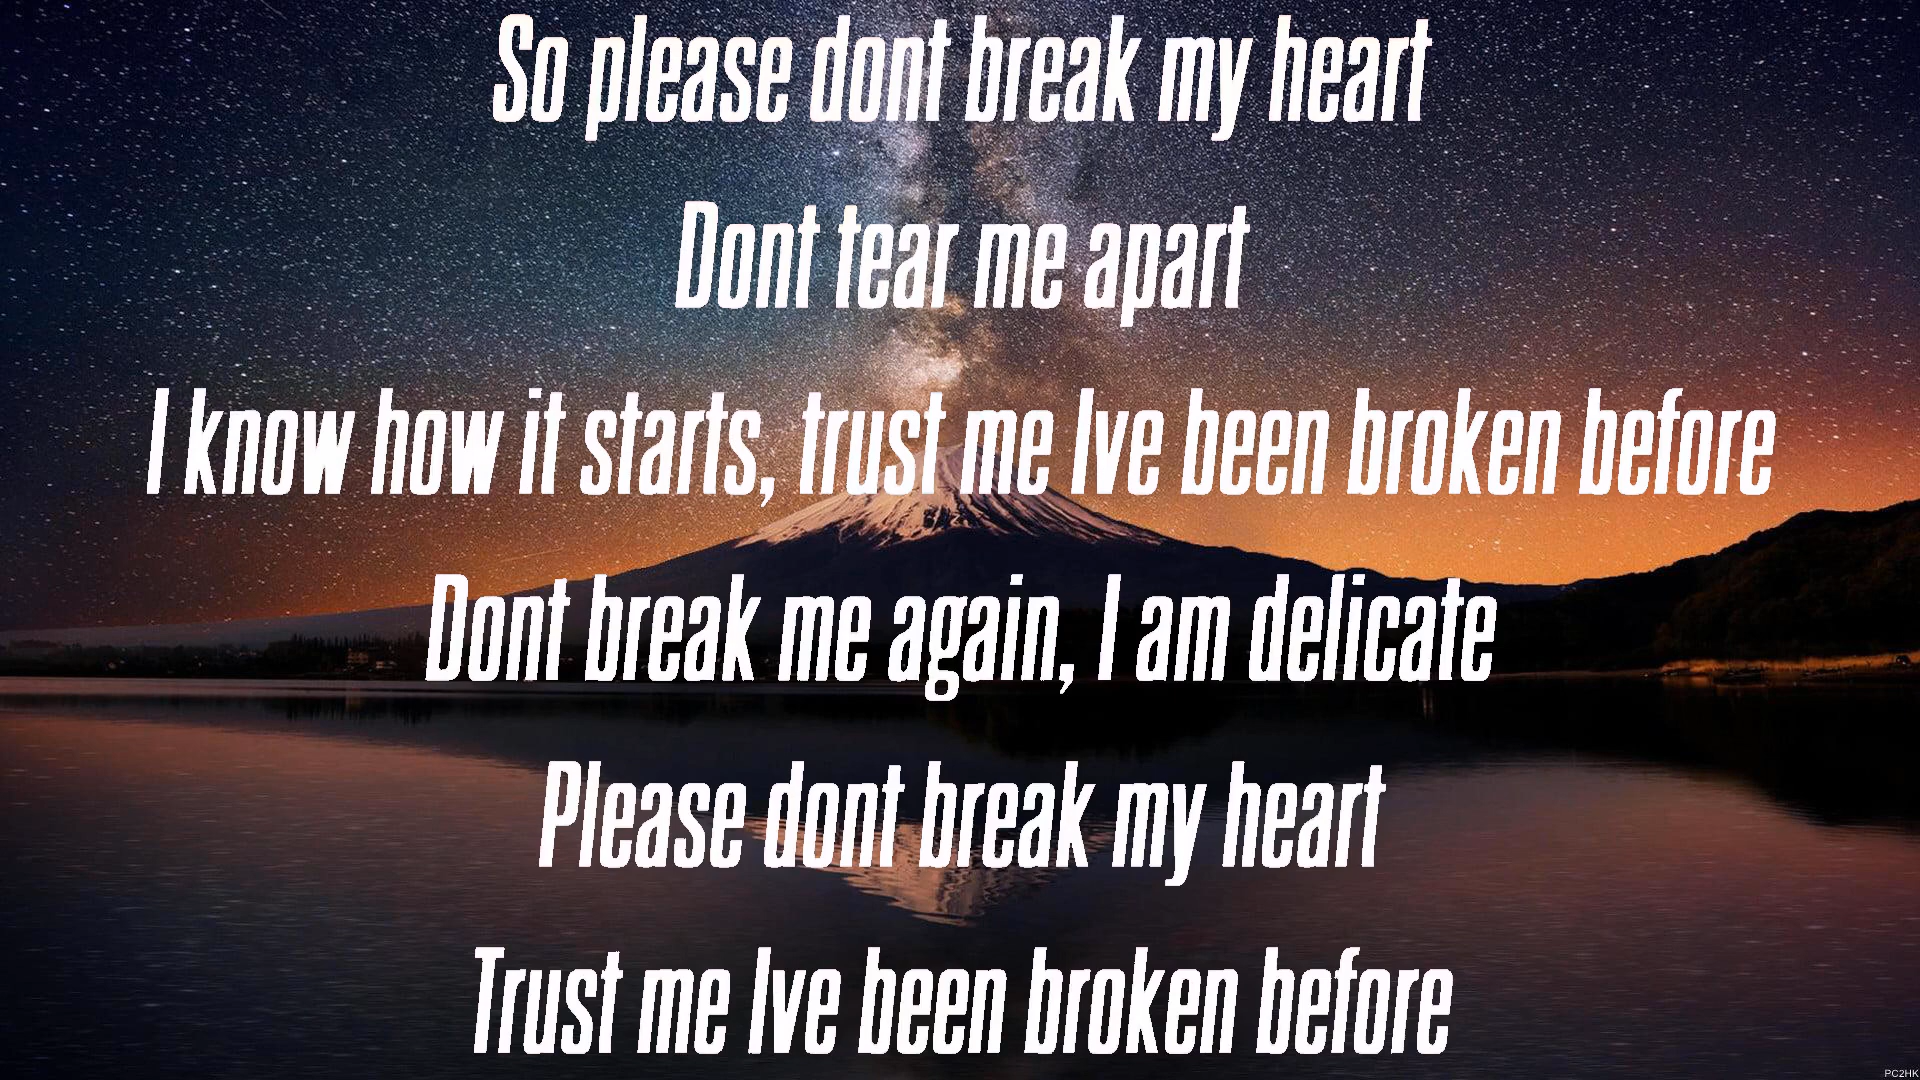 So please dont break my heart
Dont tear me apart
I know how it starts, trust me Ive been broken before
Dont break me again, I am delicate
Please dont break my heart
Trust me Ive been broken before
PC2HK